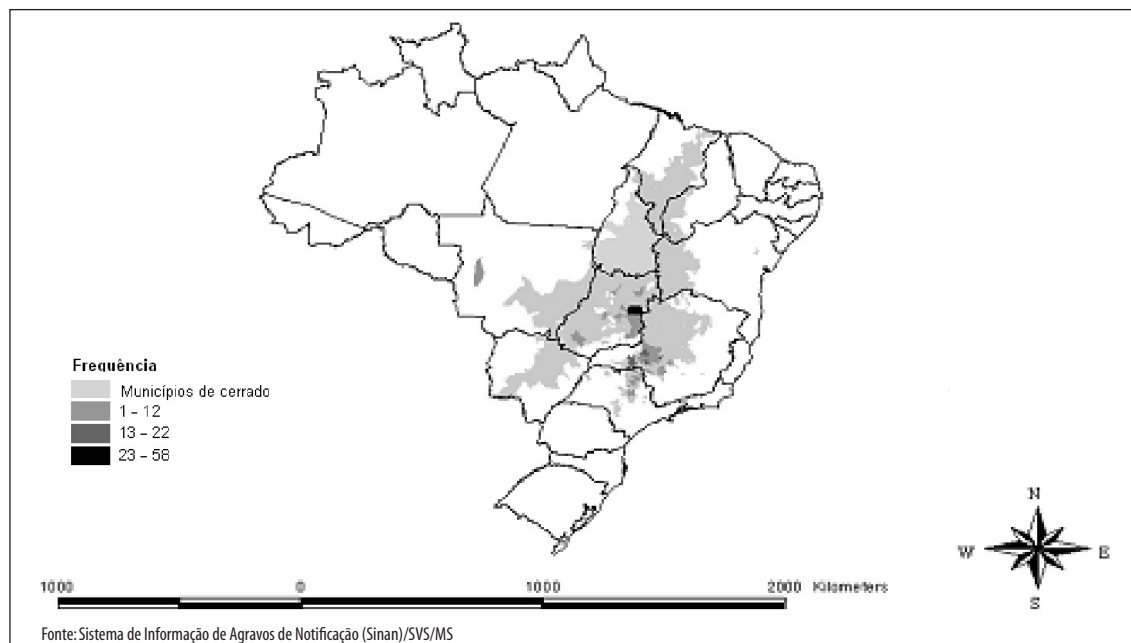 Frequência
Municípios de cerrado
1 - 12
13 - 22
23 - 58
N
W E
S
1000 0 1000 2000 Kilometers
Fonte: Sistema de Informação de Agravos de Notificação (Sinan)/SVS/MS